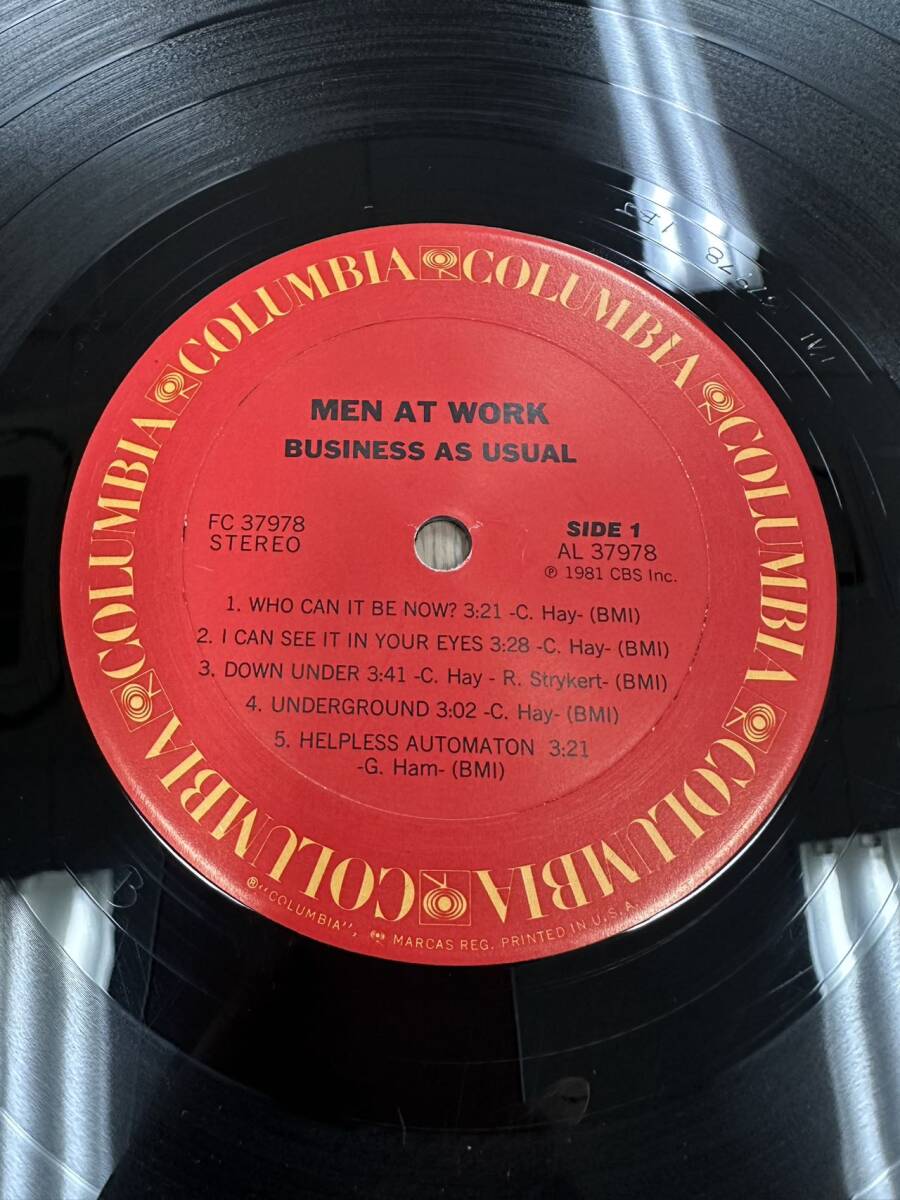 COLUMBIA COLUMBIA COLUMBIA COLUMBIA COLUMBIA COLUMBIA
MEN AT WORK
BUSINESS AS USUAL
FC 37978
STEREO
SIDE 1
AL 37978
℗ 1981 CBS Inc.
1. WHO CAN IT BE NOW? 3:21 -C. Hay- (BMI)
2. I CAN SEE IT IN YOUR EYES 3:28 -C. Hay- (BMI)
3. DOWN UNDER 3:41 -C. Hay - R. Strykert- (BMI)
4. UNDERGROUND 3:02 -C. Hay- (BMI)
5. HELPLESS AUTOMATON 3:21
-G. Ham- (BMI)
®"COLUMBIA", MARCAS REG. PRINTED IN U.S.A.
B